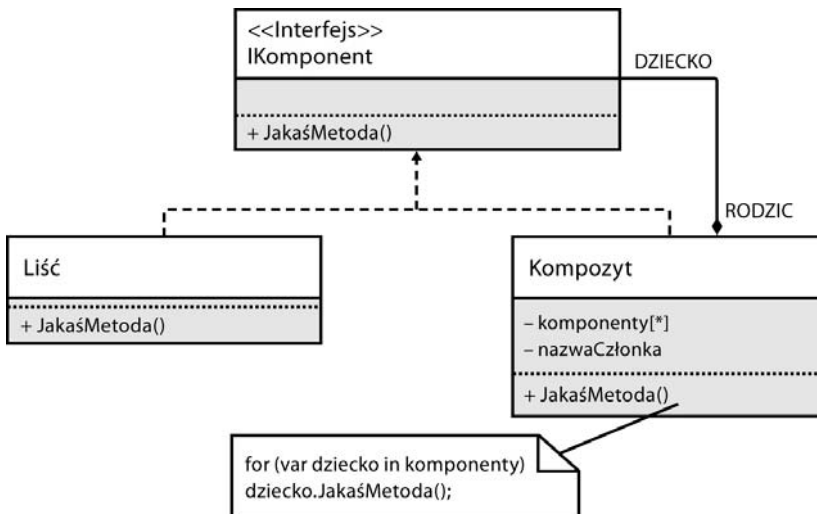 <<Interfejs>>
IKomponent
DZIECKO
+ JakaśMetoda()
RODZIC
Liść
+ JakaśMetoda()
Kompozyt
– komponenty[*]
– nazwaCzłonka
+ JakaśMetoda()
for (var dziecko in komponenty)
dziecko.JakaśMetoda();